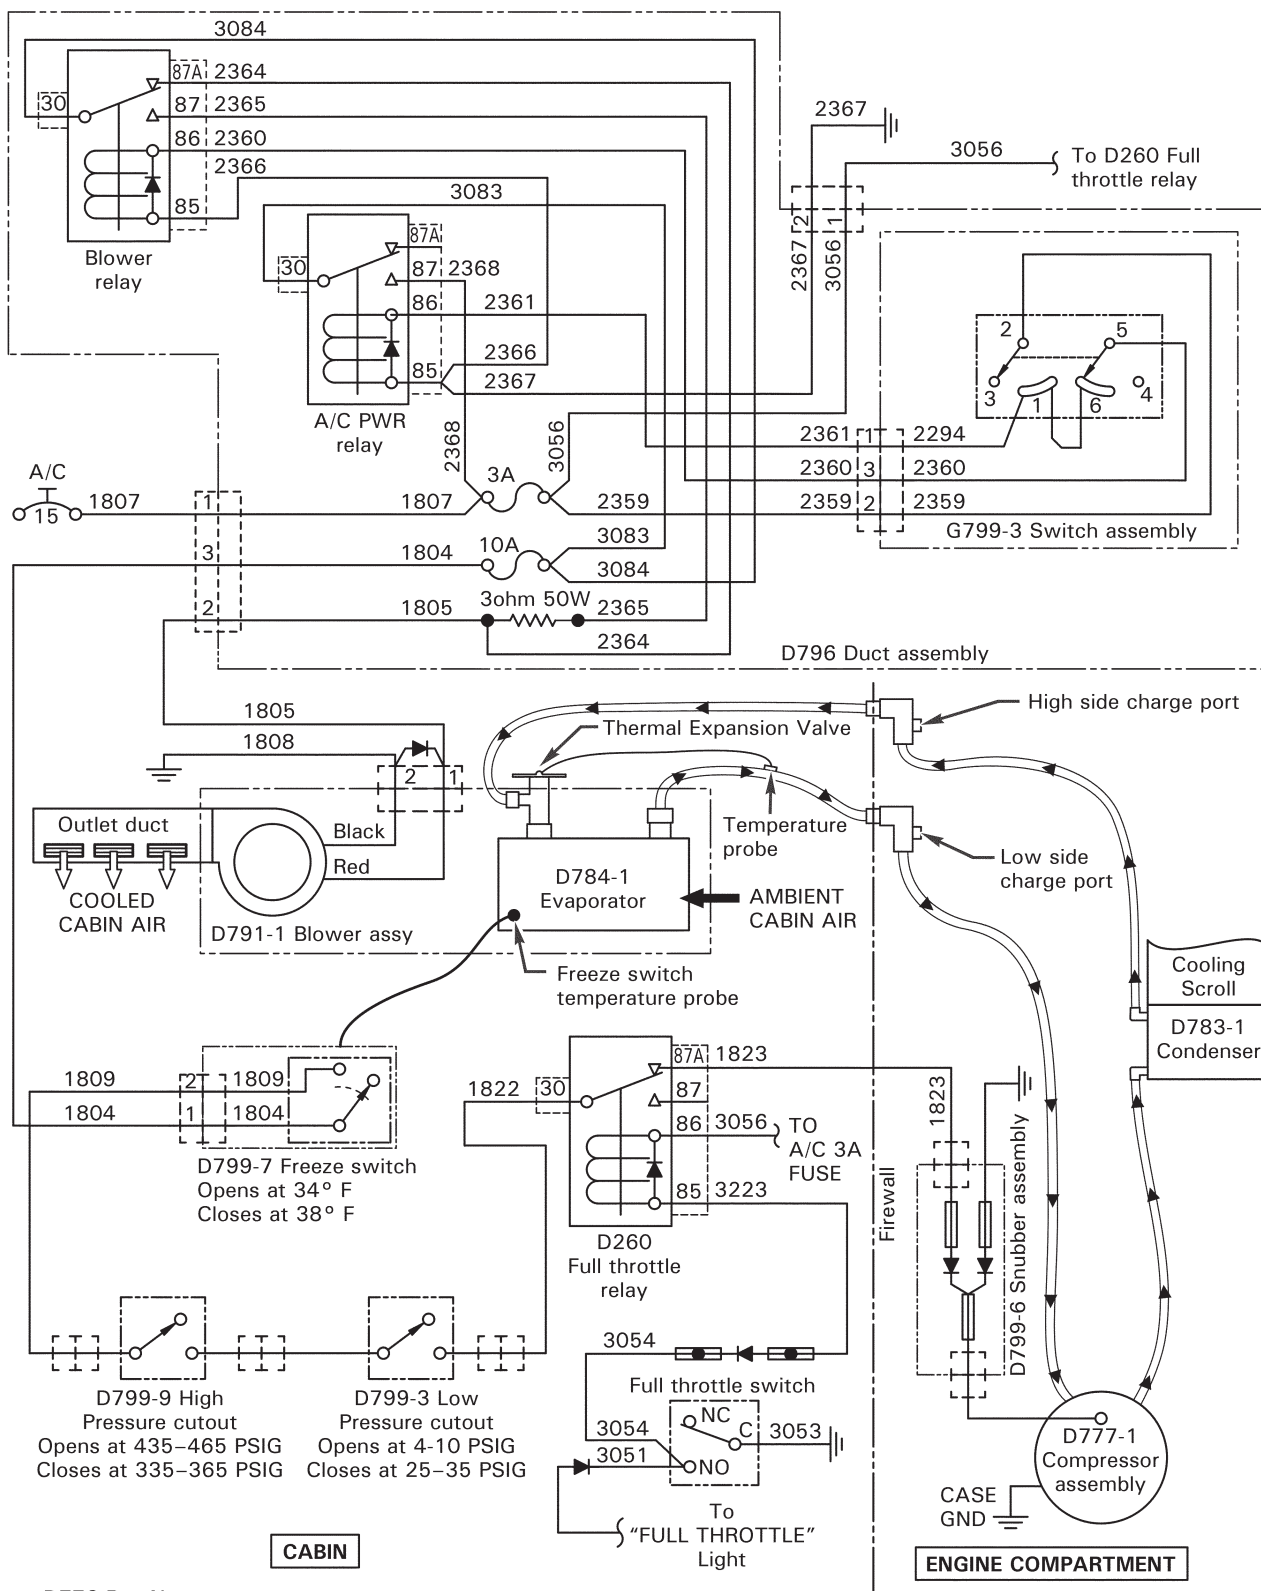 3084
87A 2364
30
87 2365
86 2360
2366
85
Blower
relay
2367
3056
To D260 Full
throttle relay
2 1
2367
3056
3083
87A
30
87 2368
86 2361
2366
85
2367
A/C PWR
relay
2 5
3 1 6 4
2361 1 2294
2360 3 2360
2359 2 2359
G799-3 Switch assembly
2368
3056
3A
A/C
15
1807 1 1807
2359
3 1804 10A 3083
3084
3ohm 50W
2 1805 2365
2364
D796 Duct assembly
1805
1808
2 1
Thermal Expansion Valve
High side charge port
Outlet duct
Black
Red
COOLED
CABIN AIR
D791-1 Blower assy
D784-1
Evaporator
Temperature
probe
AMBIENT
CABIN AIR
Low side
charge port
Freeze switch
temperature probe
Cooling
Scroll
D783-1
Condenser
1809 2 1809
1804 1 1804
D799-7 Freeze switch
Opens at 34° F
Closes at 38° F
1822 30
87A 1823
87
86 3056
TO
A/C 3A
FUSE
85 3223
D260
Full throttle
relay
Firewall
1823
D799-6 Snubber assembly
D799-9 High
Pressure cutout
Opens at 435–465 PSIG
Closes at 335–365 PSIG
D799-3 Low
Pressure cutout
Opens at 4-10 PSIG
Closes at 25–35 PSIG
3054
Full throttle switch
NC
C 3053
3054
3051 NO
To
“FULL THROTTLE”
Light
D777-1
Compressor
assembly
CASE
GND
CABIN
ENGINE COMPARTMENT